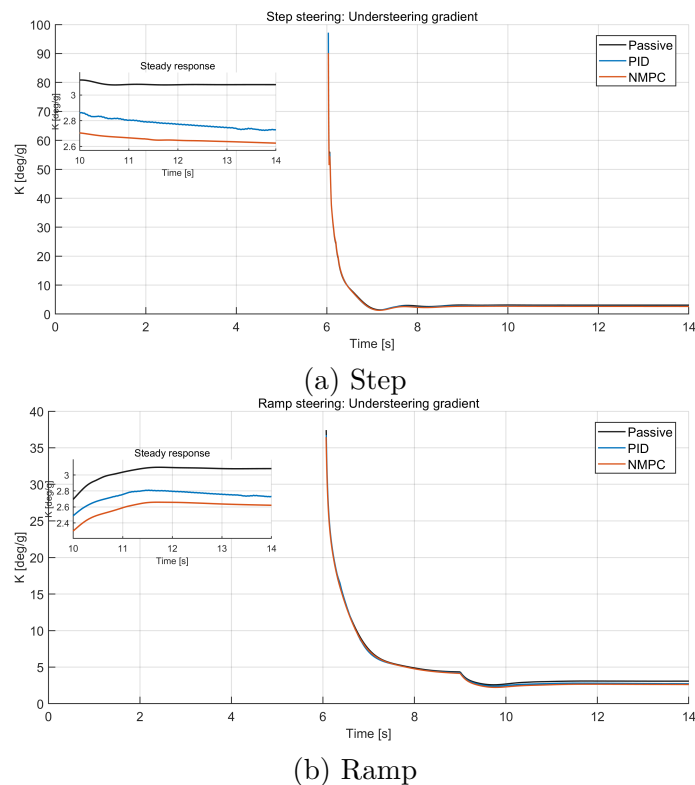 Step steering: Understeering gradient
100
90
80
70
60
50
40
30
20
10
0
K [deg/g]
Passive
PID
NMPC
Steady response
3
2.8
2.6
K [deg/g]
10 11 12 13 14
Time [s]
0 2 4 6 8 10 12 14
Time [s]
(a) Step
Ramp steering: Understeering gradient
40
35
30
25
20
15
10
5
0
K [deg/g]
Passive
PID
NMPC
Steady response
3
2.8
2.6
2.4
K [deg/g]
10 11 12 13 14
Time [s]
0 2 4 6 8 10 12 14
Time [s]
(b) Ramp